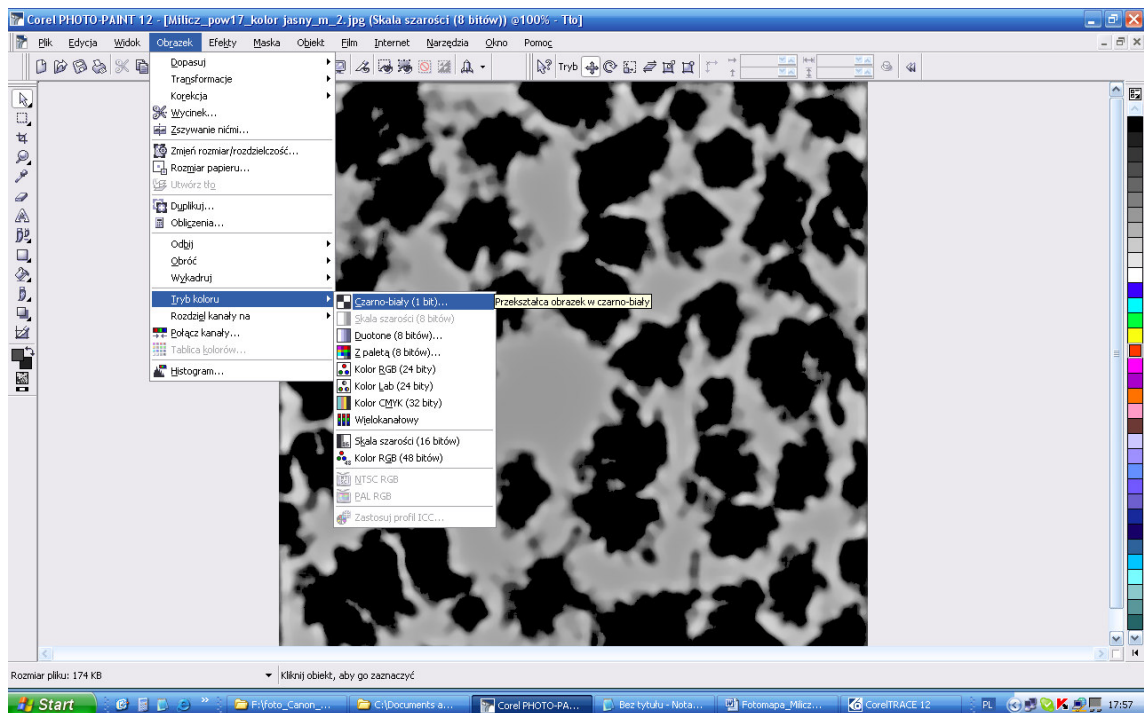 Corel PHOTO-PAINT 12 - [Milicz_pow17_kolor jasny_m_2.jpg (Skala szarości (8 bitów)) @100% - Tło]
Plik Edycja Widok Obrazek Efekty Maska Objekt Film Internet Narzędzia Okno Pomoc
Tryb
Dopasuj
Transformacje
Korekcja
Wycinek...
Zszywanie nićmi...
Zmień rozmiar/rozdzielczość...
Rozmiar papieru...
Utwórz tło
Duplikuj...
Obliczenia...
Odbij
Obróć
Wykadruj
Tryb koloru
Rozdziel kanały na
Połącz kanały...
Tablica kolorów...
Histogram...
Czarno-biały (1 bit)...
Przekształca obrazek w czarno-biały
Skala szarości (8 bitów)
Duotone (8 bitów)...
Z paletą (8 bitów)...
Kolor RGB (24 bity)
Kolor Lab (24 bity)
Kolor CMYK (32 bity)
Wielokanałowy
Skala szarości (16 bitów)
Kolor RGB (48 bitów)
NTSC RGB
PAL RGB
Zastosuj profil ICC...
Rozmiar pliku: 174 KB Kliknij obiekt, aby go zaznaczyć
Start F:\foto_Canon_... C:\Documents a... Corel PHOTO-PA... Bez tytułu - Nota... Fotomapa_Milicz... CorelTRACE 12 PL 17:57